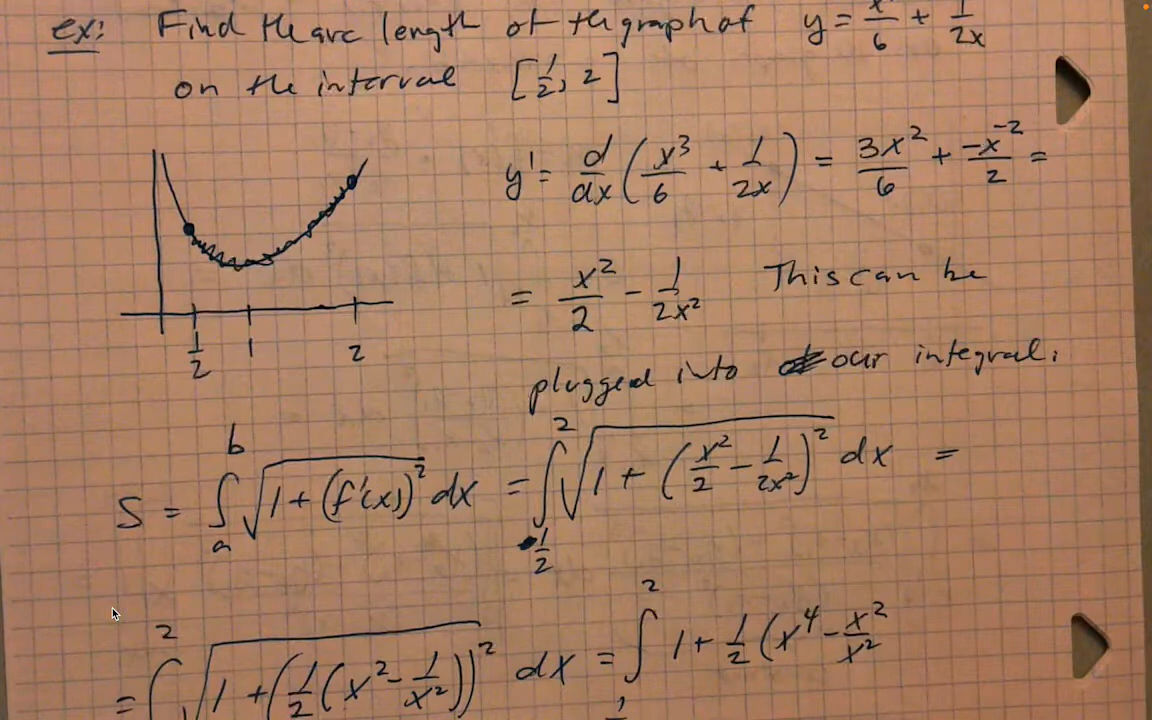 ex: Find the arc length of the graph of y = x³/6 + 1/2x
on the interval [1/2, 2]
y' = d/dx (x³/6 + 1/2x) = 3x²/6 + -x⁻²/2 =
= x²/2 - 1/2x² This can be
plugged into our integral.
1/2 1 2
S = ∫_a^b √(1 + (f'(x))²) dx = ∫_{1/2}^2 √(1 + (x²/2 - 1/2x²)²) dx =
= ∫^2 √(1 + (1/2(x² - 1/x²))²) dx = ∫^2 1 + 1/2(x⁴ - x²/x²